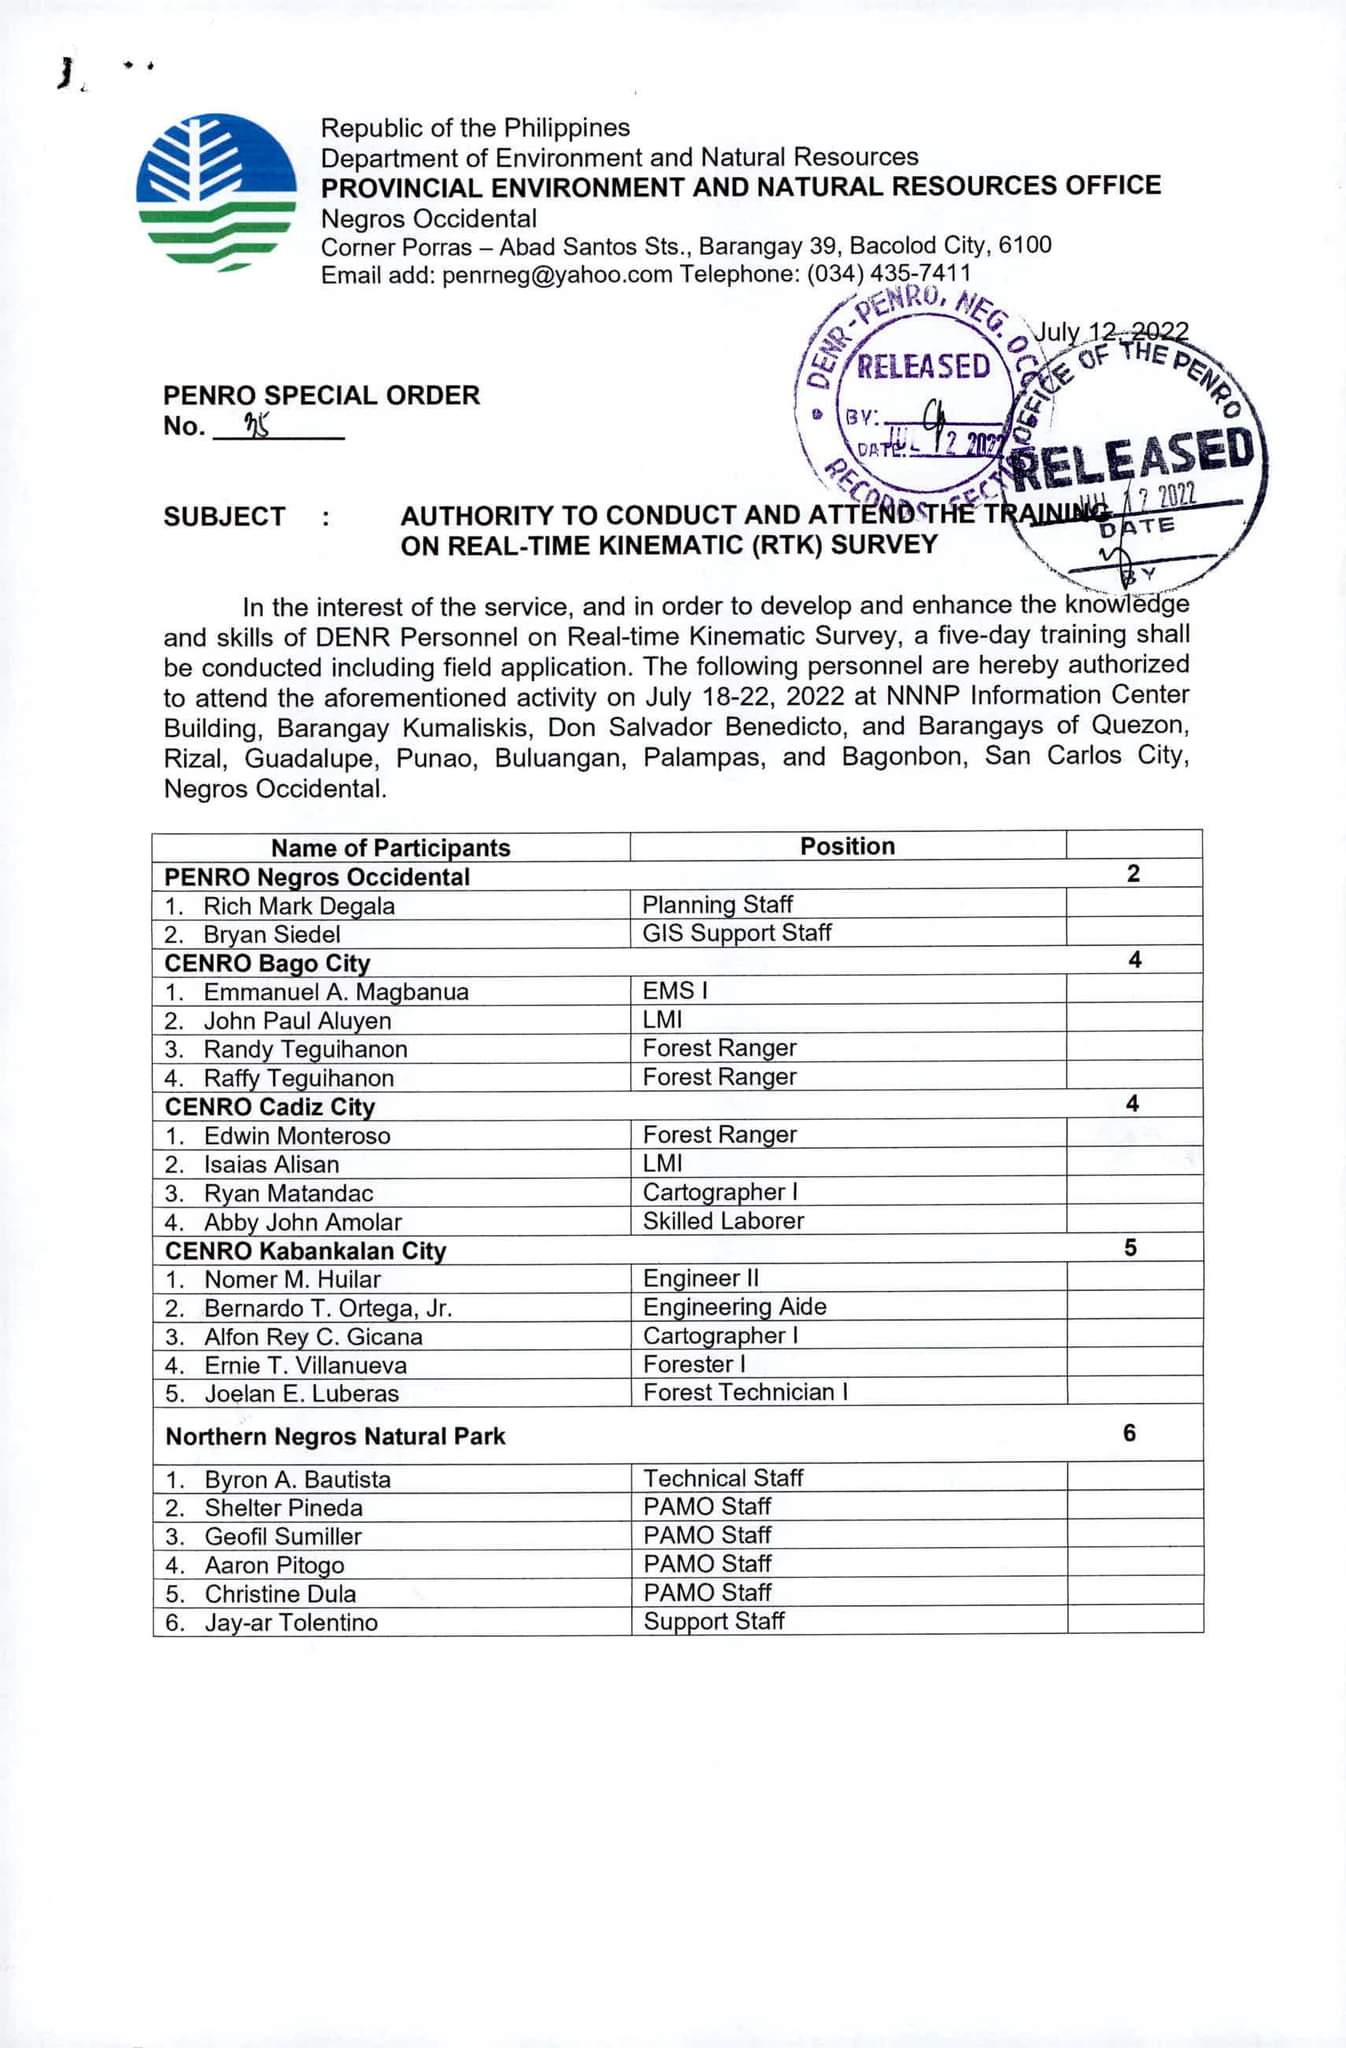 Republic of the Philippines
Department of Environment and Natural Resources
PROVINCIAL ENVIRONMENT AND NATURAL RESOURCES OFFICE
Negros Occidental
Corner Porras – Abad Santos Sts., Barangay 39, Bacolod City, 6100
Email add: penrneg@yahoo.com Telephone: (034) 435-7411
July 12, 2022
DENR-PENRO, NEG. OCC.
RELEASED
BY:
DATE: JUL 12 2022
RECORDS SECTION
OFFICE OF THE PENRO
RELEASED
JUL 12 2022
DATE
BY
PENRO SPECIAL ORDER
No. 35
SUBJECT : AUTHORITY TO CONDUCT AND ATTEND THE TRAINING
ON REAL-TIME KINEMATIC (RTK) SURVEY
In the interest of the service, and in order to develop and enhance the knowledge
and skills of DENR Personnel on Real-time Kinematic Survey, a five-day training shall
be conducted including field application. The following personnel are hereby authorized
to attend the aforementioned activity on July 18-22, 2022 at NNNP Information Center
Building, Barangay Kumaliskis, Don Salvador Benedicto, and Barangays of Quezon,
Rizal, Guadalupe, Punao, Buluangan, Palampas, and Bagonbon, San Carlos City,
Negros Occidental.
Name of Participants Position
PENRO Negros Occidental 2
1. Rich Mark Degala Planning Staff
2. Bryan Siedel GIS Support Staff
CENRO Bago City 4
1. Emmanuel A. Magbanua EMS I
2. John Paul Aluyen LMI
3. Randy Teguihanon Forest Ranger
4. Raffy Teguihanon Forest Ranger
CENRO Cadiz City 4
1. Edwin Monteroso Forest Ranger
2. Isaias Alisan LMI
3. Ryan Matandac Cartographer I
4. Abby John Amolar Skilled Laborer
CENRO Kabankalan City 5
1. Nomer M. Huilar Engineer II
2. Bernardo T. Ortega, Jr. Engineering Aide
3. Alfon Rey C. Gicana Cartographer I
4. Ernie T. Villanueva Forester I
5. Joelan E. Luberas Forest Technician I
Northern Negros Natural Park 6
1. Byron A. Bautista Technical Staff
2. Shelter Pineda PAMO Staff
3. Geofil Sumiller PAMO Staff
4. Aaron Pitogo PAMO Staff
5. Christine Dula PAMO Staff
6. Jay-ar Tolentino Support Staff